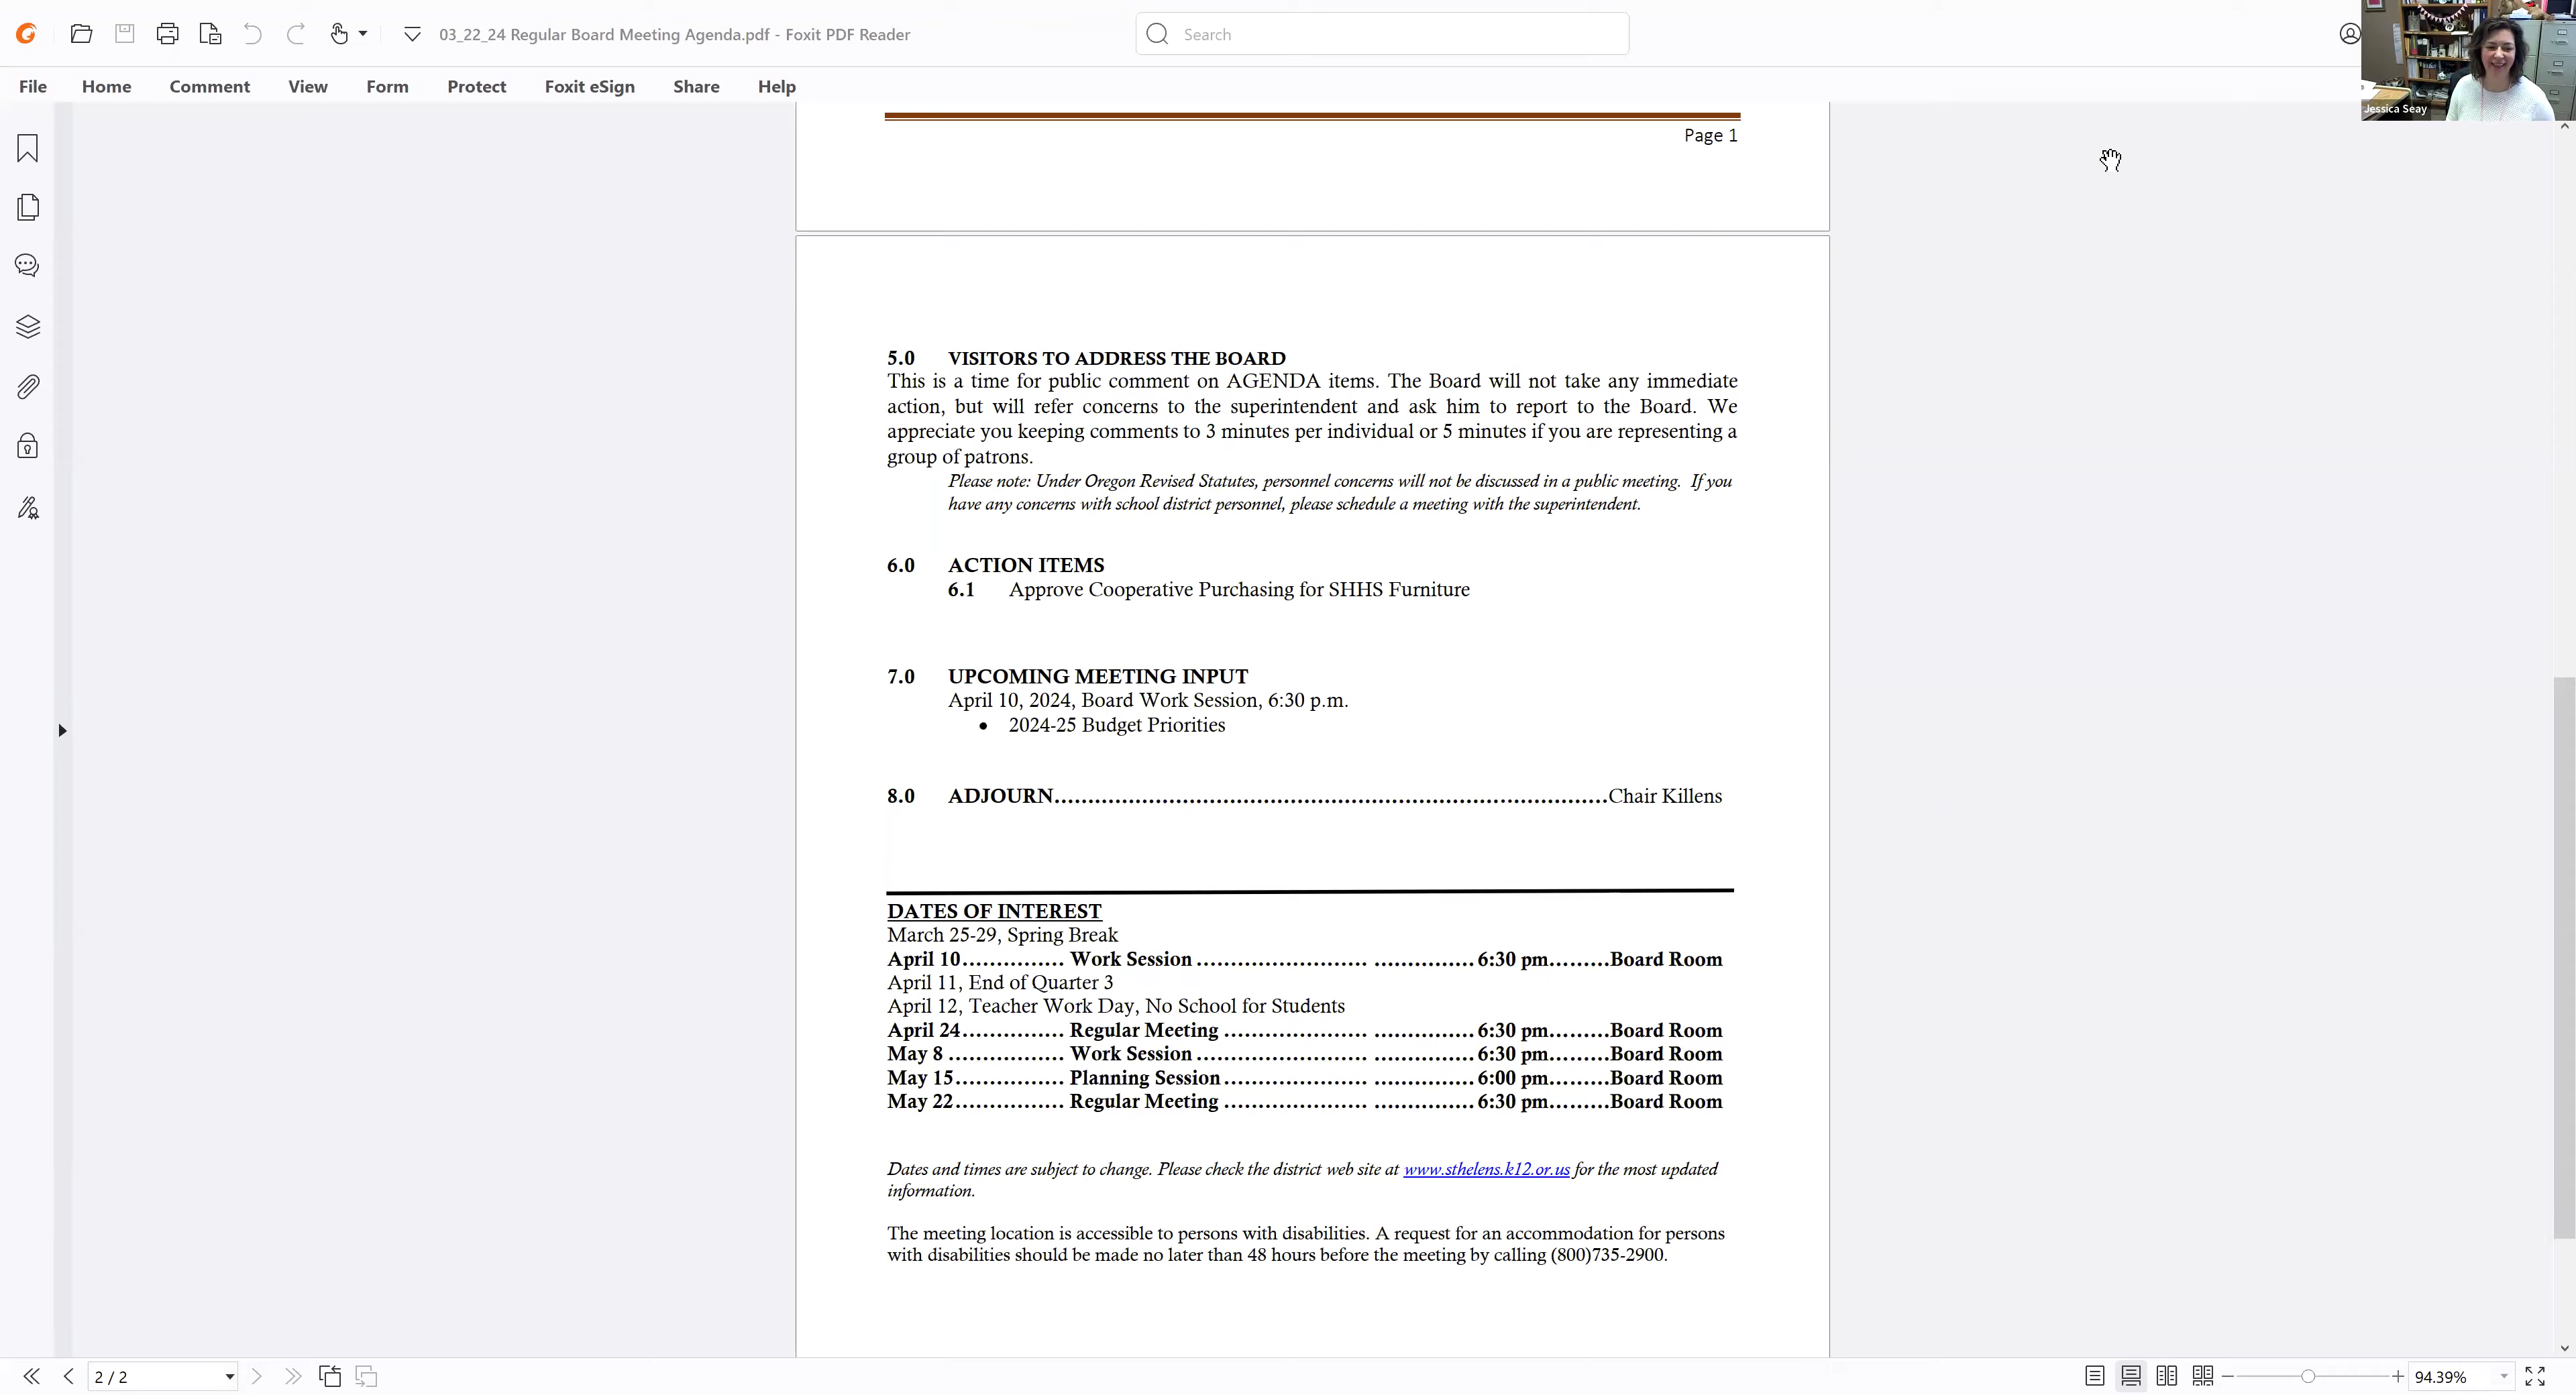 03_22_24 Regular Board Meeting Agenda.pdf - Foxit PDF Reader
Search
File Home Comment View Form Protect Foxit eSign Share Help
Jessica Seay
Page 1
5.0 VISITORS TO ADDRESS THE BOARD
This is a time for public comment on AGENDA items. The Board will not take any immediate
action, but will refer concerns to the superintendent and ask him to report to the Board. We
appreciate you keeping comments to 3 minutes per individual or 5 minutes if you are representing a
group of patrons.
Please note: Under Oregon Revised Statutes, personnel concerns will not be discussed in a public meeting. If you
have any concerns with school district personnel, please schedule a meeting with the superintendent.
6.0 ACTION ITEMS
6.1 Approve Cooperative Purchasing for SHHS Furniture
7.0 UPCOMING MEETING INPUT
April 10, 2024, Board Work Session, 6:30 p.m.
• 2024-25 Budget Priorities
8.0 ADJOURN....................................................................................Chair Killens
DATES OF INTEREST
March 25-29, Spring Break
April 10............... Work Session ......................... ............... 6:30 pm.........Board Room
April 11, End of Quarter 3
April 12, Teacher Work Day, No School for Students
April 24............... Regular Meeting ..................... ............... 6:30 pm.........Board Room
May 8 ................. Work Session ......................... ............... 6:30 pm.........Board Room
May 15................ Planning Session..................... ............... 6:00 pm.........Board Room
May 22................ Regular Meeting ..................... ............... 6:30 pm.........Board Room
Dates and times are subject to change. Please check the district web site at www.sthelens.k12.or.us for the most updated
information.
The meeting location is accessible to persons with disabilities. A request for an accommodation for persons
with disabilities should be made no later than 48 hours before the meeting by calling (800)735-2900.
2 / 2
94.39%